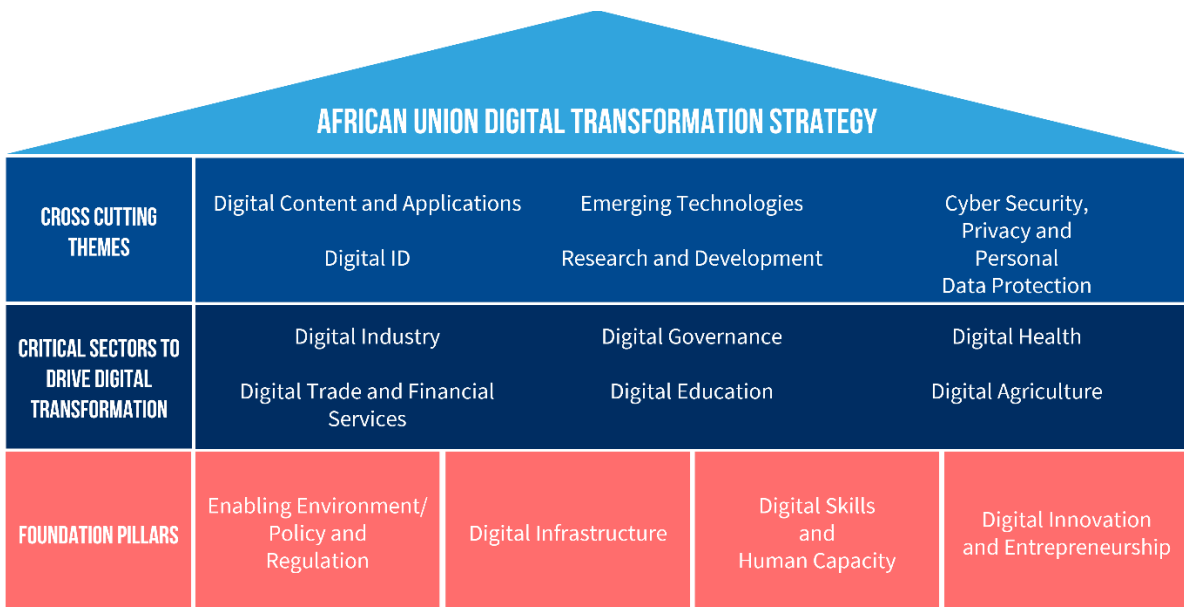 AFRICAN UNION DIGITAL TRANSFORMATION STRATEGY
CROSS CUTTING
THEMES
Digital Content and Applications
Digital ID
Emerging Technologies
Research and Development
Cyber Security,
Privacy and
Personal
Data Protection
CRITICAL SECTORS TO
DRIVE DIGITAL
TRANSFORMATION
Digital Industry
Digital Trade and Financial
Services
Digital Governance
Digital Education
Digital Health
Digital Agriculture
FOUNDATION PILLARS
Enabling Environment/
Policy and
Regulation
Digital Infrastructure
Digital Skills
and
Human Capacity
Digital Innovation
and Entrepreneurship